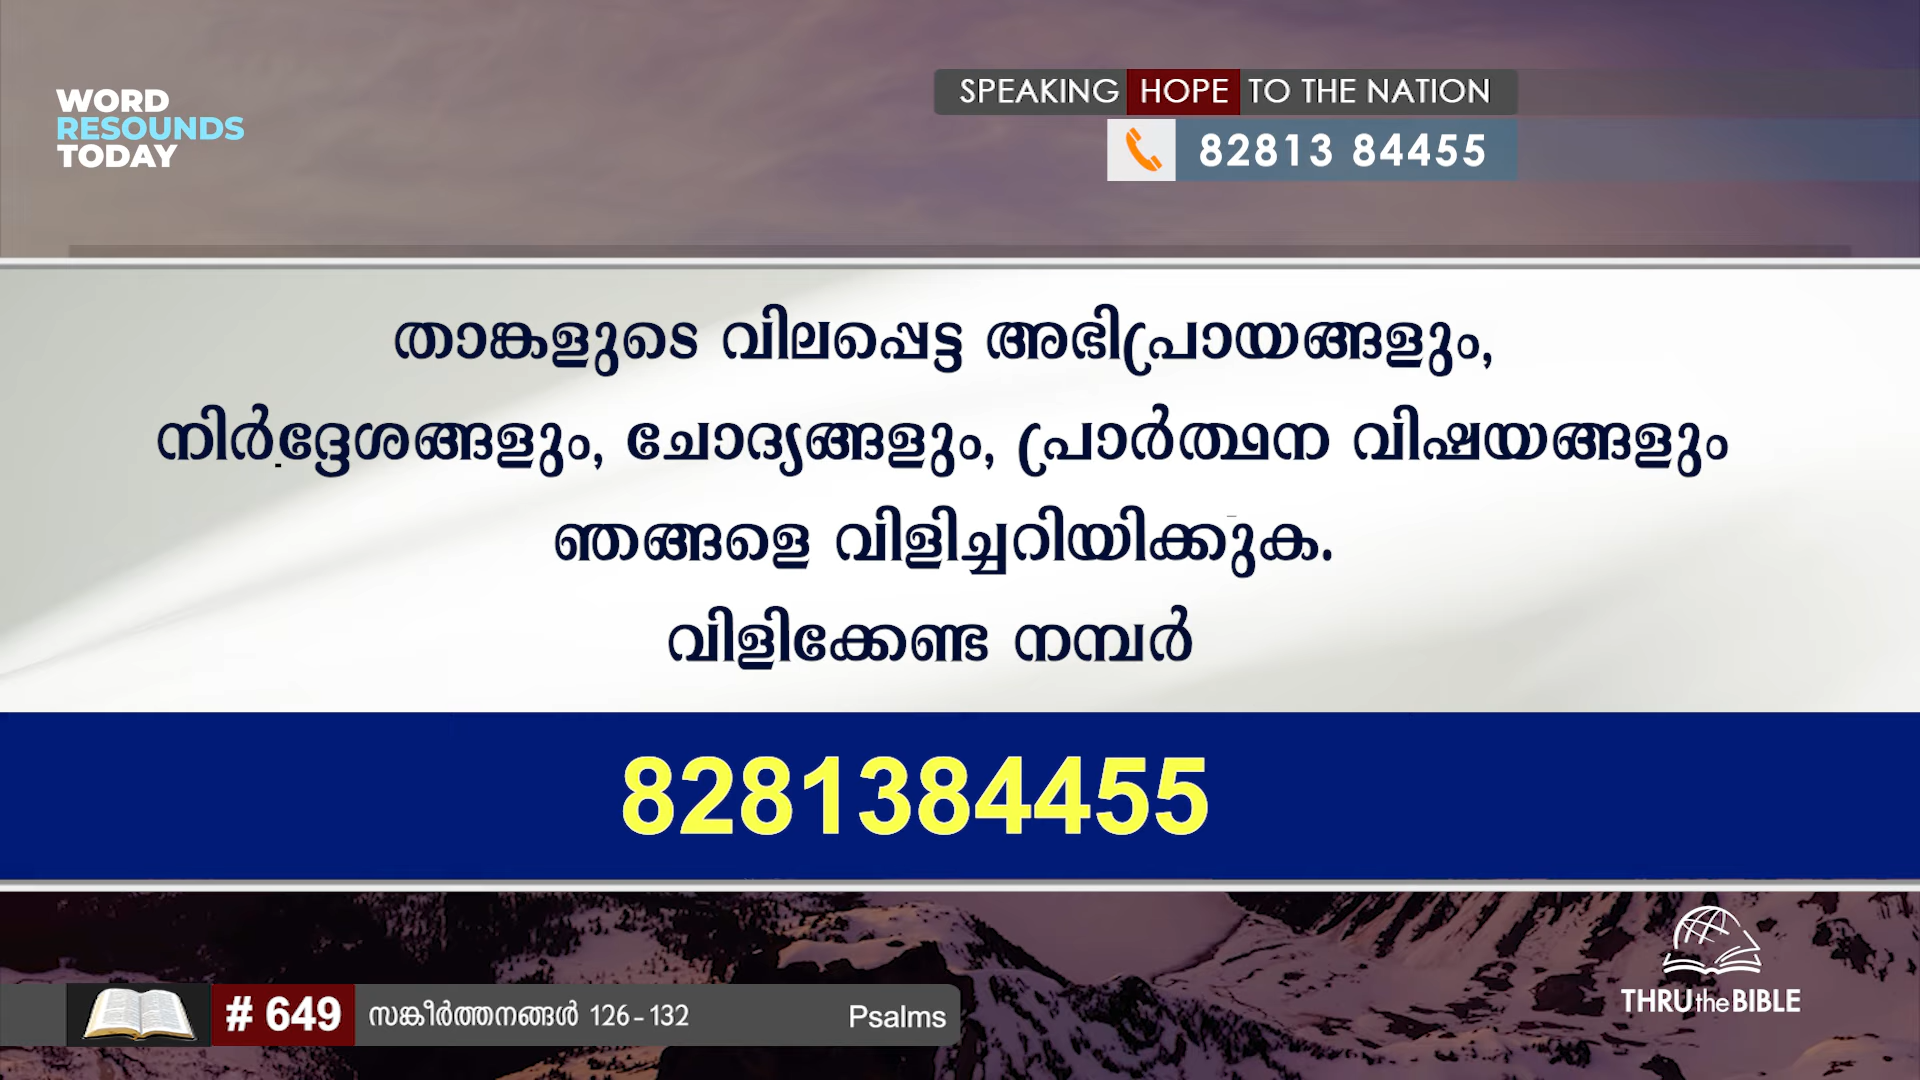 WORD
RESOUNDS
TODAY
SPEAKING HOPE TO THE NATION
82813 84455
താങ്കളുടെ വിലപ്പെട്ട അഭിപ്രായങ്ങളും,
നിർദ്ദേശങ്ങളും, ചോദ്യങ്ങളും, പ്രാർത്ഥന വിഷയങ്ങളും
ഞങ്ങളെ വിളിച്ചറിയിക്കുക.
വിളിക്കേണ്ട നമ്പർ
8281384455
# 649 സങ്കീർത്തനങ്ങൾ 126-132 Psalms
THRU the BIBLE